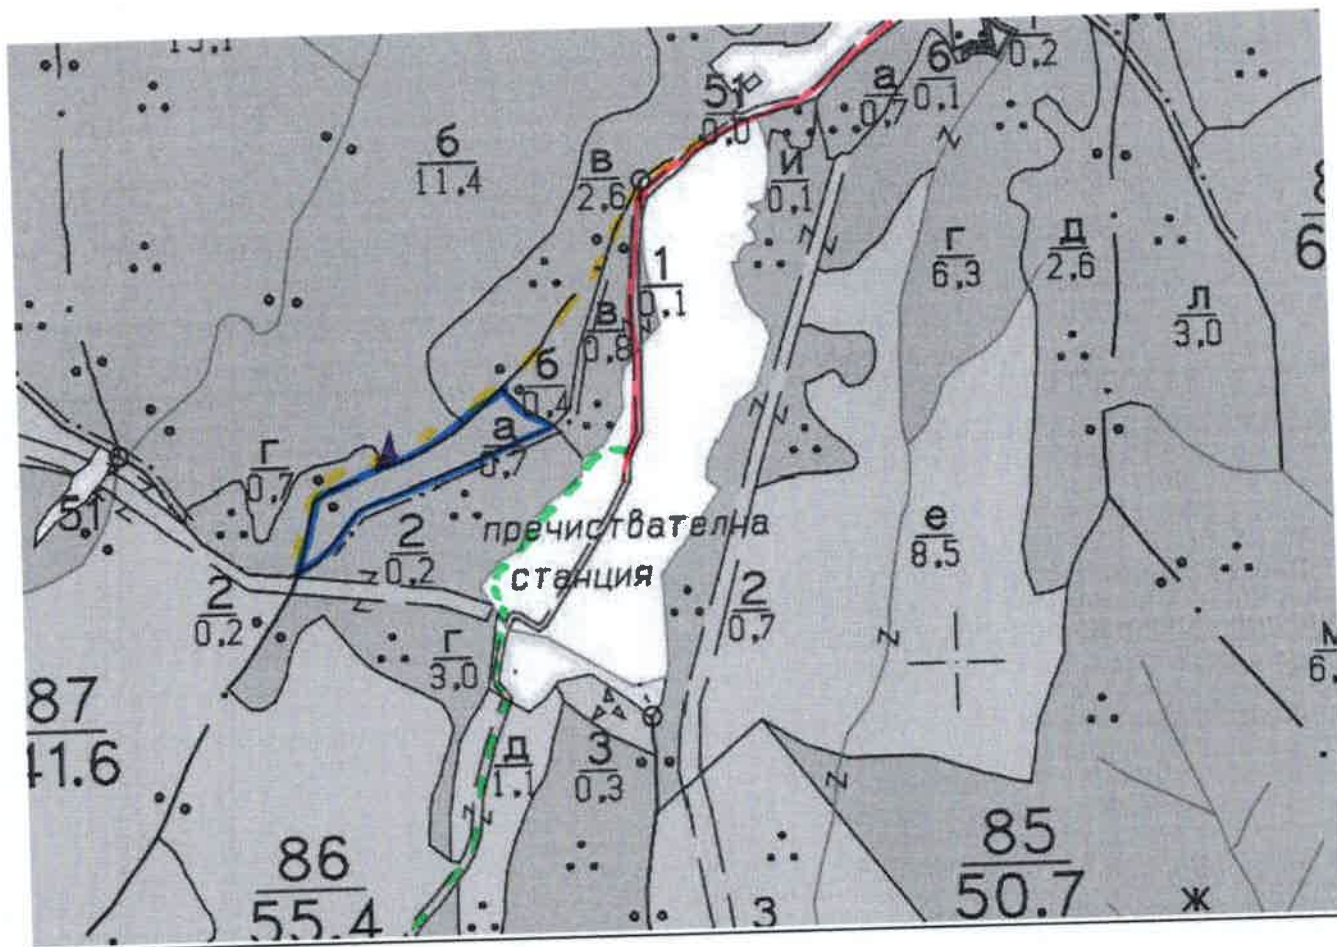 13,1
0,2
б
0,1
а
0,7
51
0,0
б
11,4
в
2,6
и
0,1
г
6,3
д
2,6
л
3,0
1
0,1
в
0,8
б
0,4
а
0,7
г
0,7
51
2
0,2
пречиствателна
станция
е
8,5
2
0,2
2
0,7
г
3,0
87
41.6
д
1,1
3
0,3
86
55.4
85
50.7
3
ж